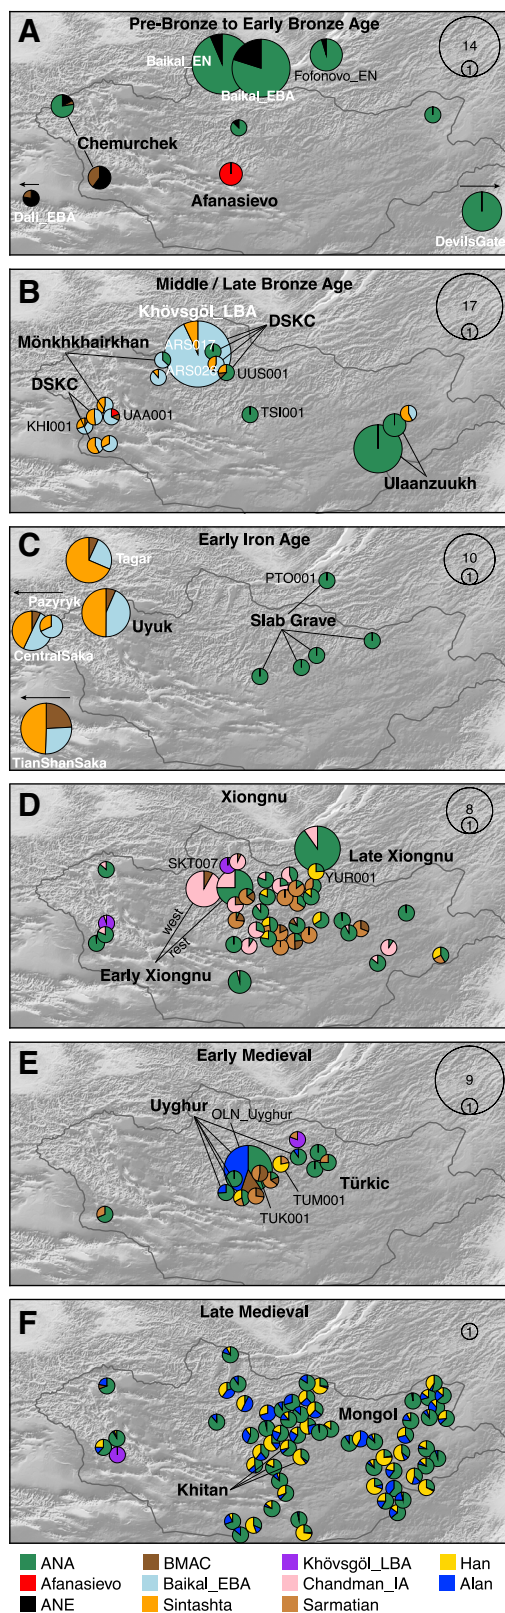 A
Pre-Bronze to Early Bronze Age
14
1
Baikal_EN
Fofonovo_EN
Baikal_EBA
Chemurchek
Afanasievo
Dali_EBA
DevilsGate
B
Middle / Late Bronze Age
17
1
Khövsgöl_LBA
DSKC
Mönkhkhairkhan
ARS017
ARS026
UUS001
DSKC
KHI001
UAA001
TSI001
Ulaanzuukh
C
Early Iron Age
10
1
Tagar
PTO001
Pazyryk
Uyuk
Slab Grave
CentralSaka
TianShanSaka
D
Xiongnu
8
1
SKT007
Late Xiongnu
YUR001
west
rest
Early Xiongnu
E
Early Medieval
9
1
Uyghur
OLN_Uyghur
Türkic
TUM001
TUK001
F
Late Medieval
1
Mongol
Khitan
ANA
BMAC
Khövsgöl_LBA
Han
Afanasievo
Baikal_EBA
Chandman_IA
Alan
ANE
Sintashta
Sarmatian